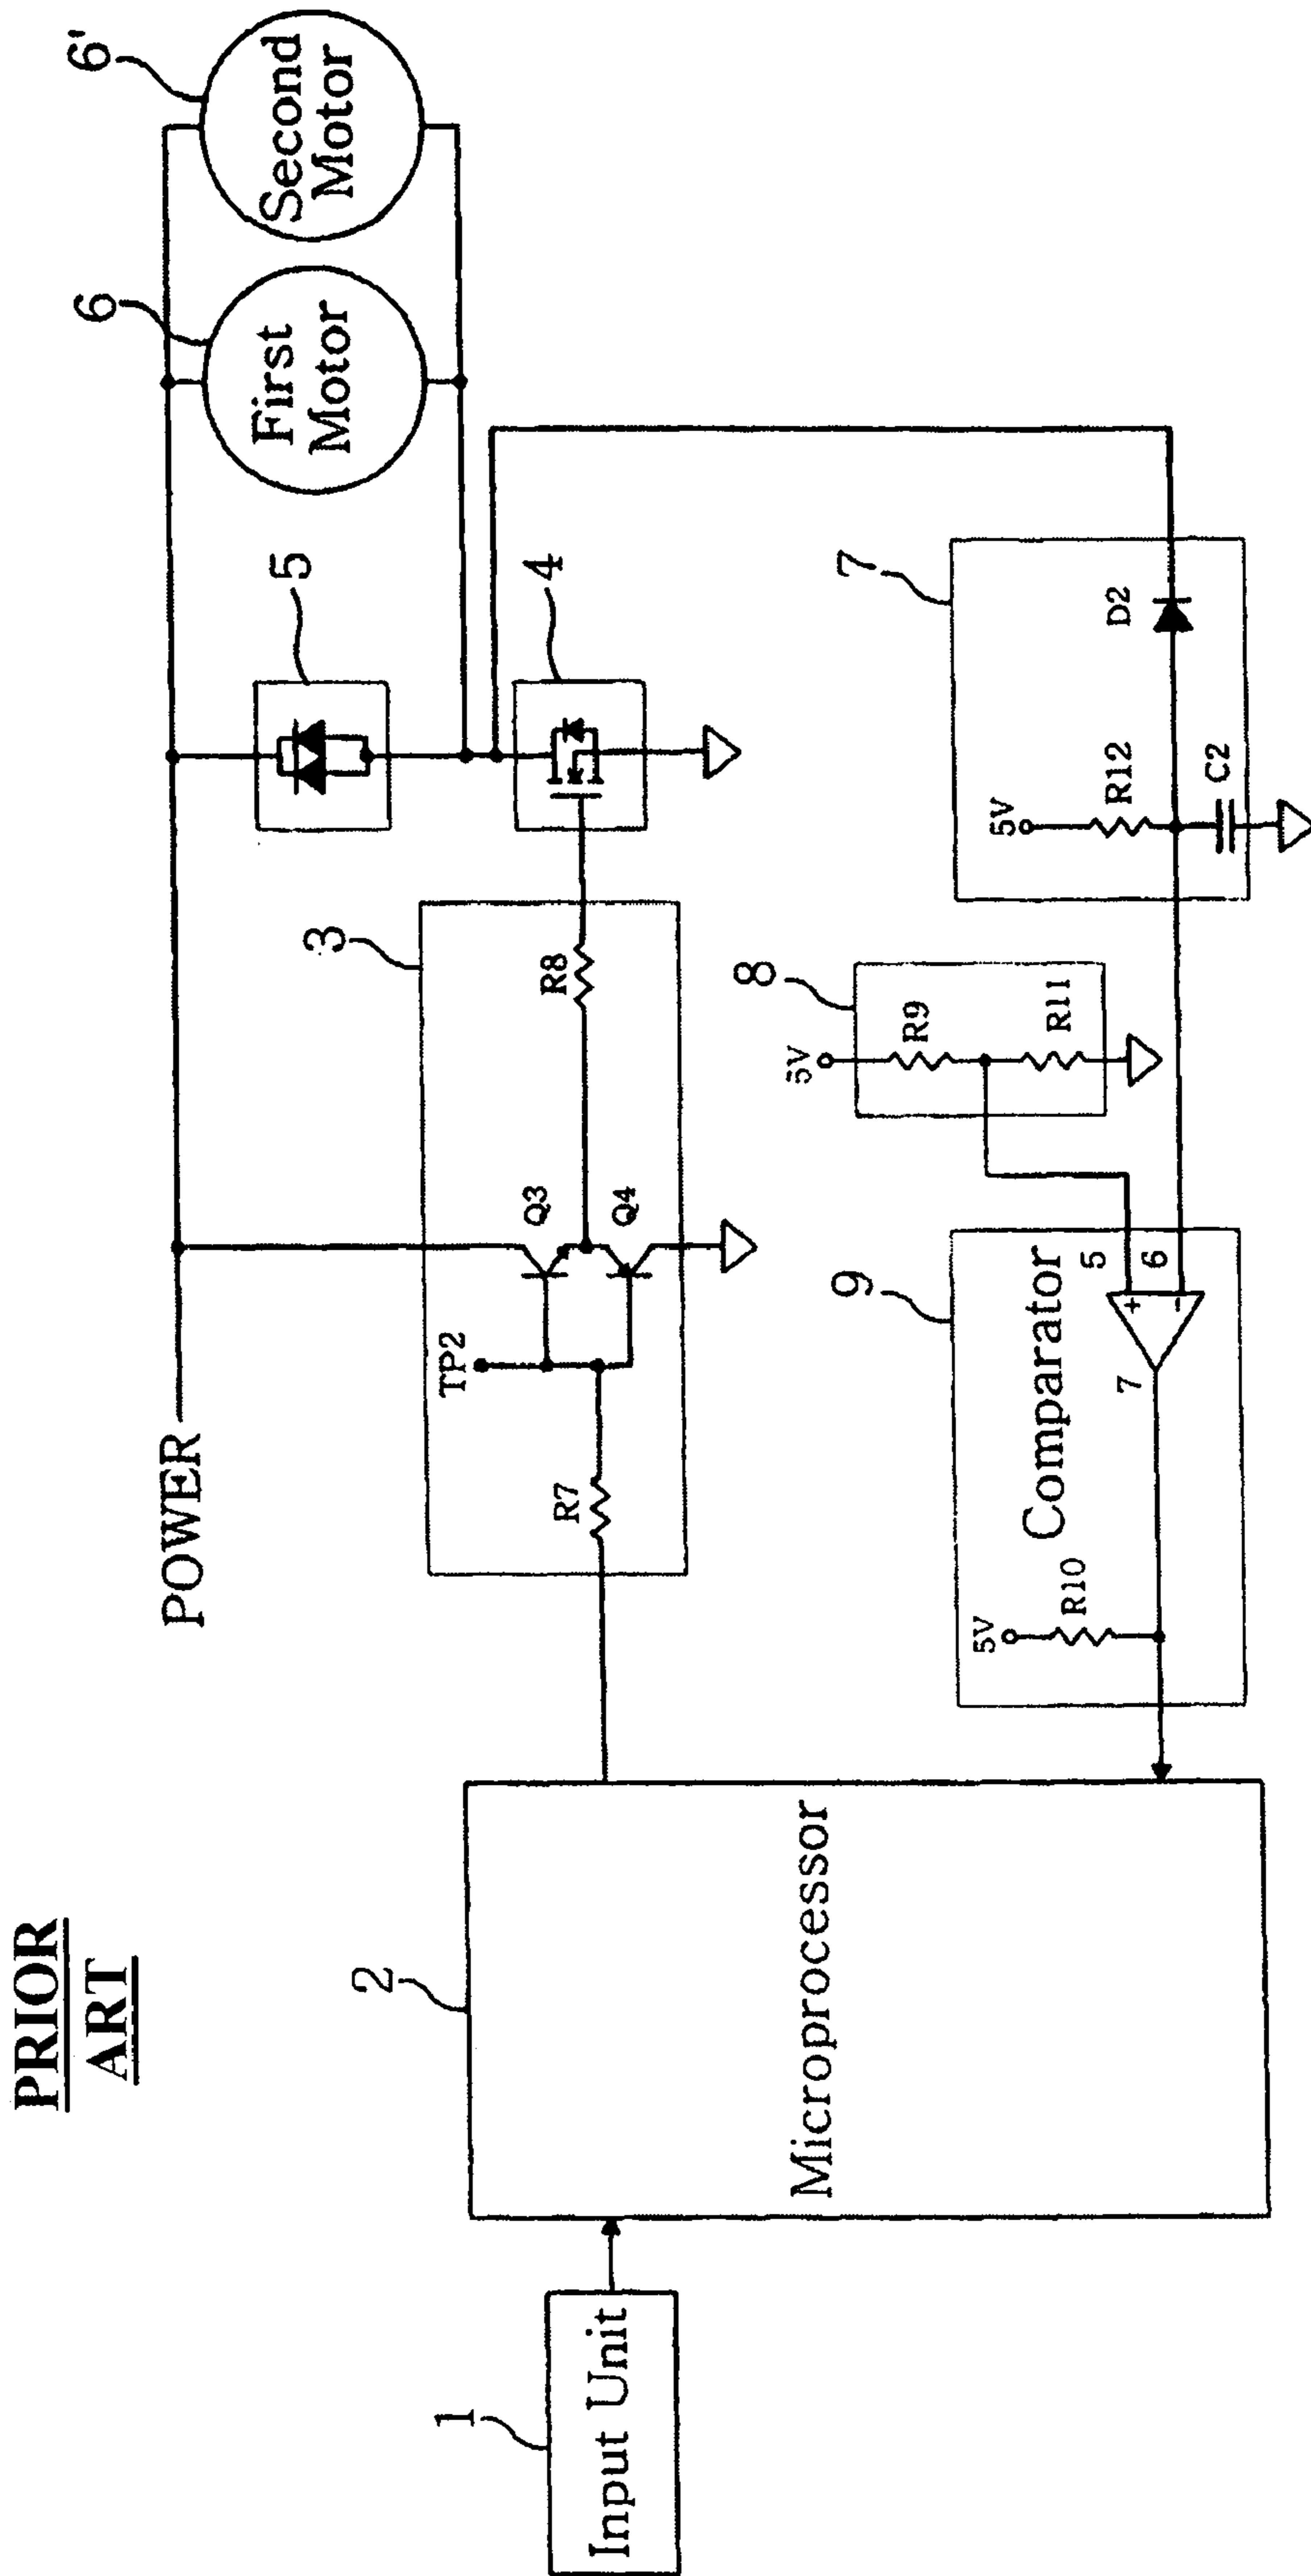 PRIOR
ART
POWER
6
First
Motor
6'
Second
Motor
5
4
3
TP2
Q3
Q4
R7
R8
2
Microprocessor
1
Input Unit
9
Comparator
5V
R10
7
5
6
+
-
8
5V
R9
R11
7
5V
R12
D2
C2